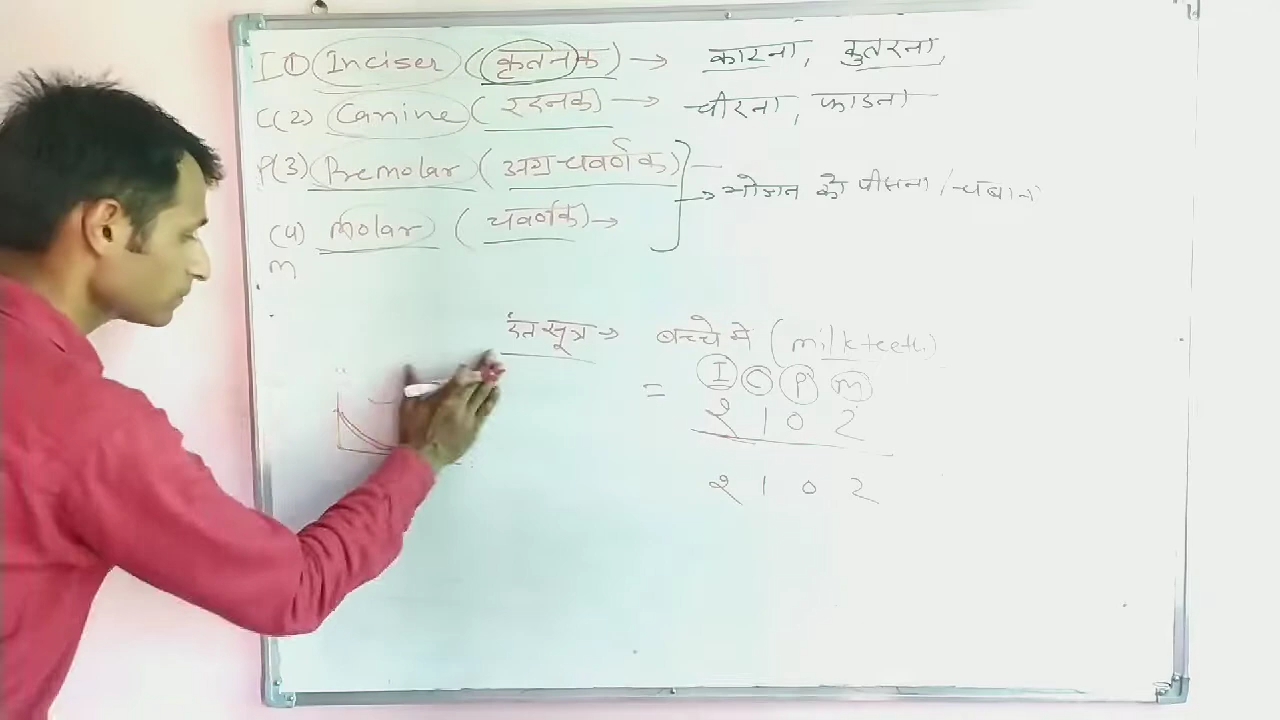 I ① Inciser (कृतनक) → काटना, कुतरना,
C(2) Canine (रदनक) → चीरना, फाडना
P(3) Premolar (अग्र-चवर्णक)
→ भोजन को पीसना / चबाना
(4) Molar (चवर्णक) →
m
दंत सूत्र → बच्चे मे (milk teeth)
= I C P M
2 1 0 2
2 1 0 2